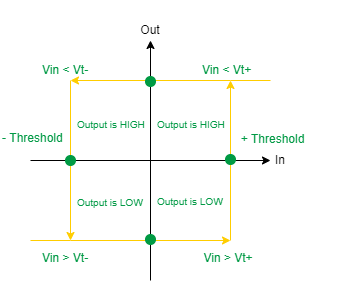 Out
Vin < Vt-
Vin < Vt+
Output is HIGH
Output is HIGH
- Threshold
+ Threshold
In
Output is LOW
Output is LOW
Vin > Vt-
Vin > Vt+